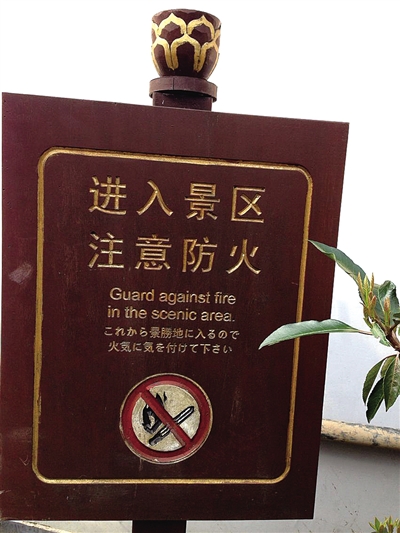 进入景区
注意防火
Guard against fire
in the scenic area.
これから景勝地に入るので
火気に気を付けて下さい